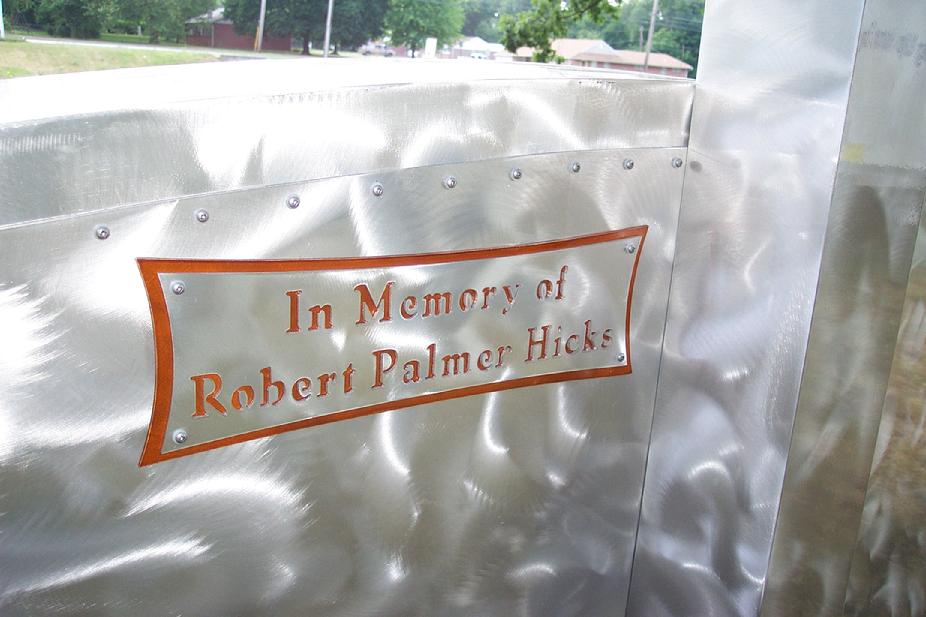 In Memory of
Robert Palmer Hicks